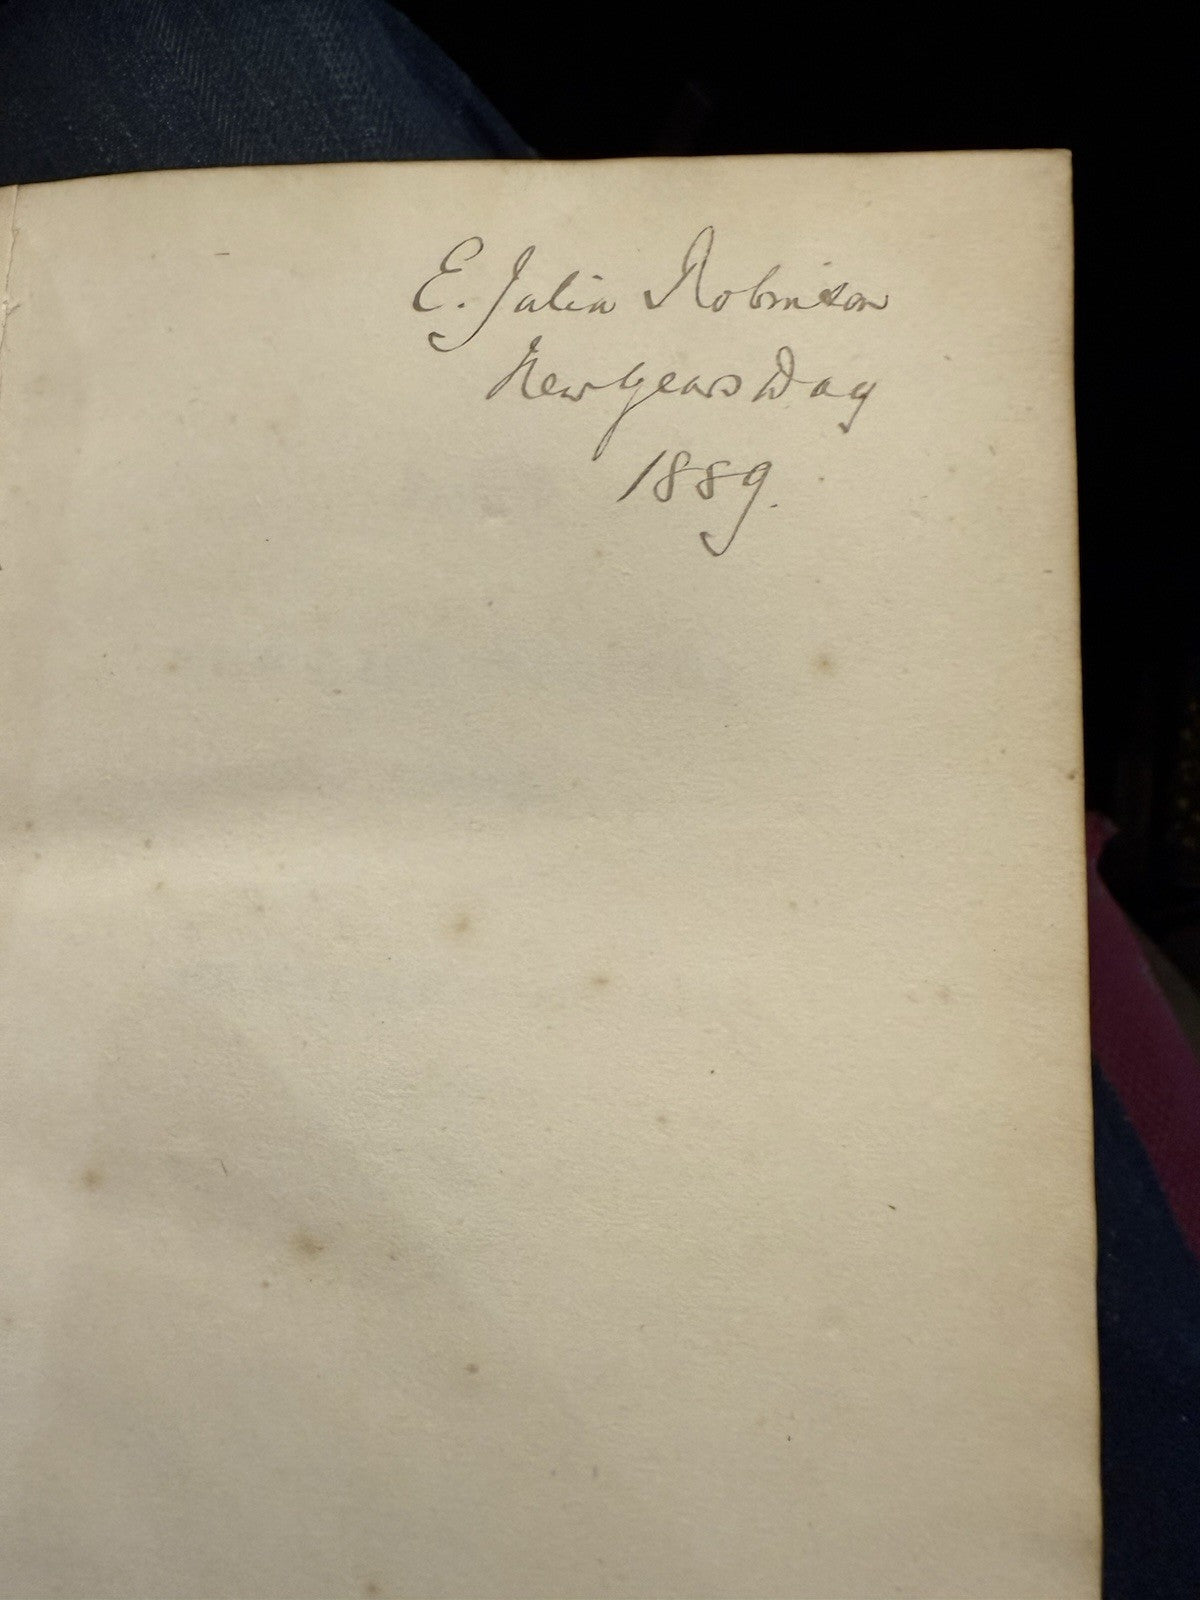 E. Julia Robinson
New Years Day
1889.